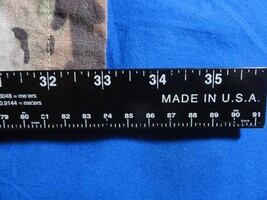 32 33 34 35
3048 = meters
0.9144 = meters
MADE IN U.S.A.
79 80 81 82 83 84 85 86 87 88 89 90 91